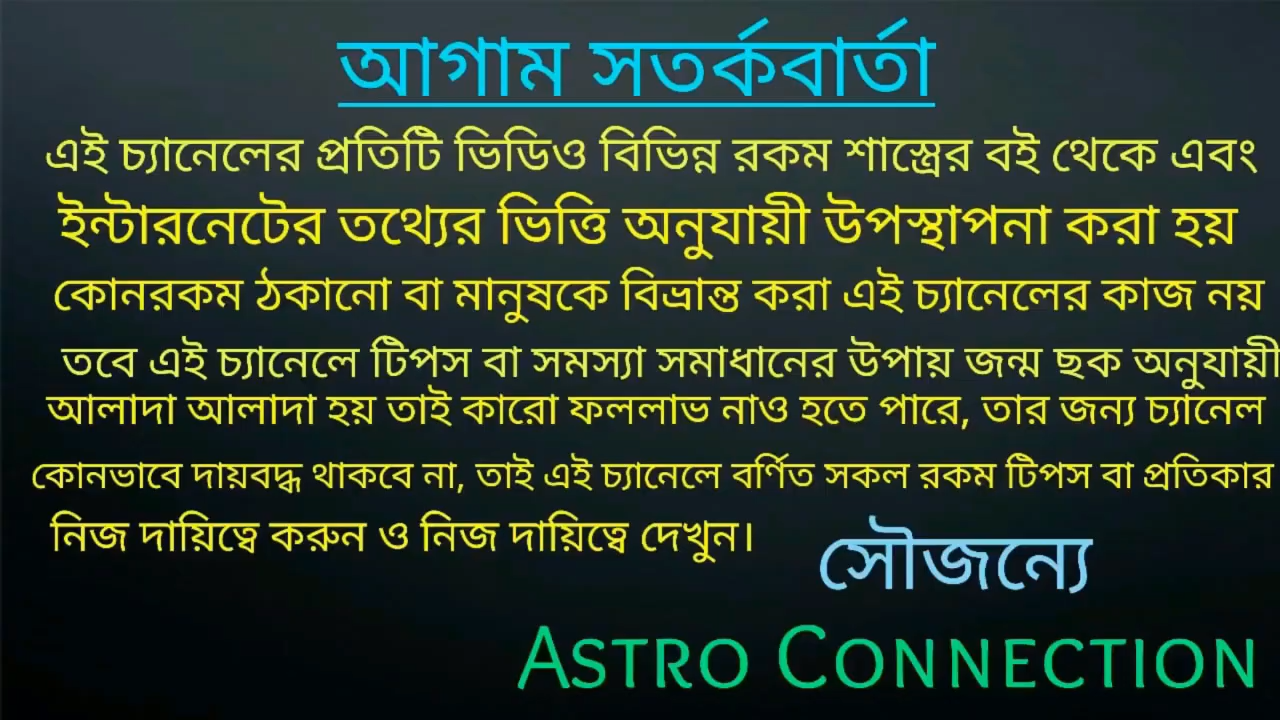 আগাম সতর্কবার্তা
এই চ্যানেলের প্রতিটি ভিডিও বিভিন্ন রকম শাস্ত্রের বই থেকে এবং
ইন্টারনেটের তথ্যের ভিত্তি অনুযায়ী উপস্থাপনা করা হয়
কোনরকম ঠকানো বা মানুষকে বিভ্রান্ত করা এই চ্যানেলের কাজ নয়
তবে এই চ্যানেলে টিপস বা সমস্যা সমাধানের উপায় জন্ম ছক অনুযায়ী
আলাদা আলাদা হয় তাই কারো ফললাভ নাও হতে পারে, তার জন্য চ্যানেল
কোনভাবে দায়বদ্ধ থাকবে না, তাই এই চ্যানেলে বর্ণিত সকল রকম টিপস বা প্রতিকার
নিজ দায়িত্বে করুন ও নিজ দায়িত্বে দেখুন।
সৌজন্যে
ASTRO CONNECTION